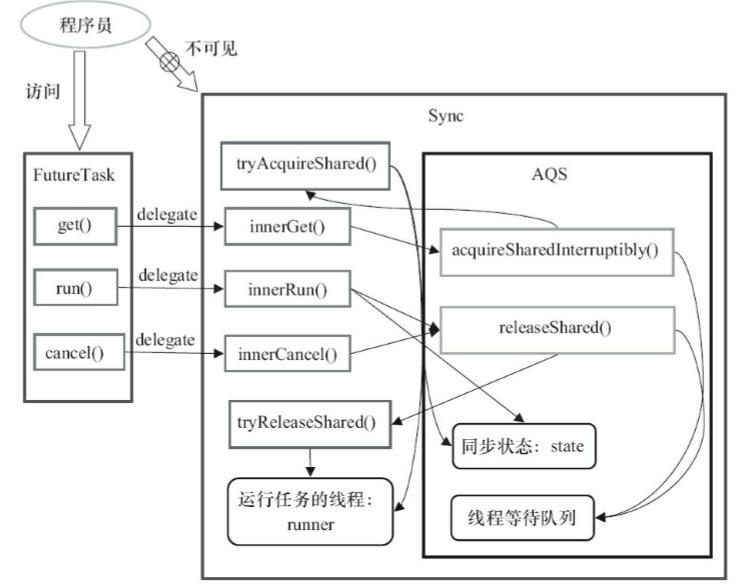 程序员
不可见
访问
Sync
tryAcquireShared()
AQS
FutureTask
get()
delegate
innerGet()
acquireSharedInterruptibly()
run()
delegate
innerRun()
releaseShared()
cancel()
delegate
innerCancel()
tryReleaseShared()
同步状态：state
运行任务的线程：
runner
线程等待队列